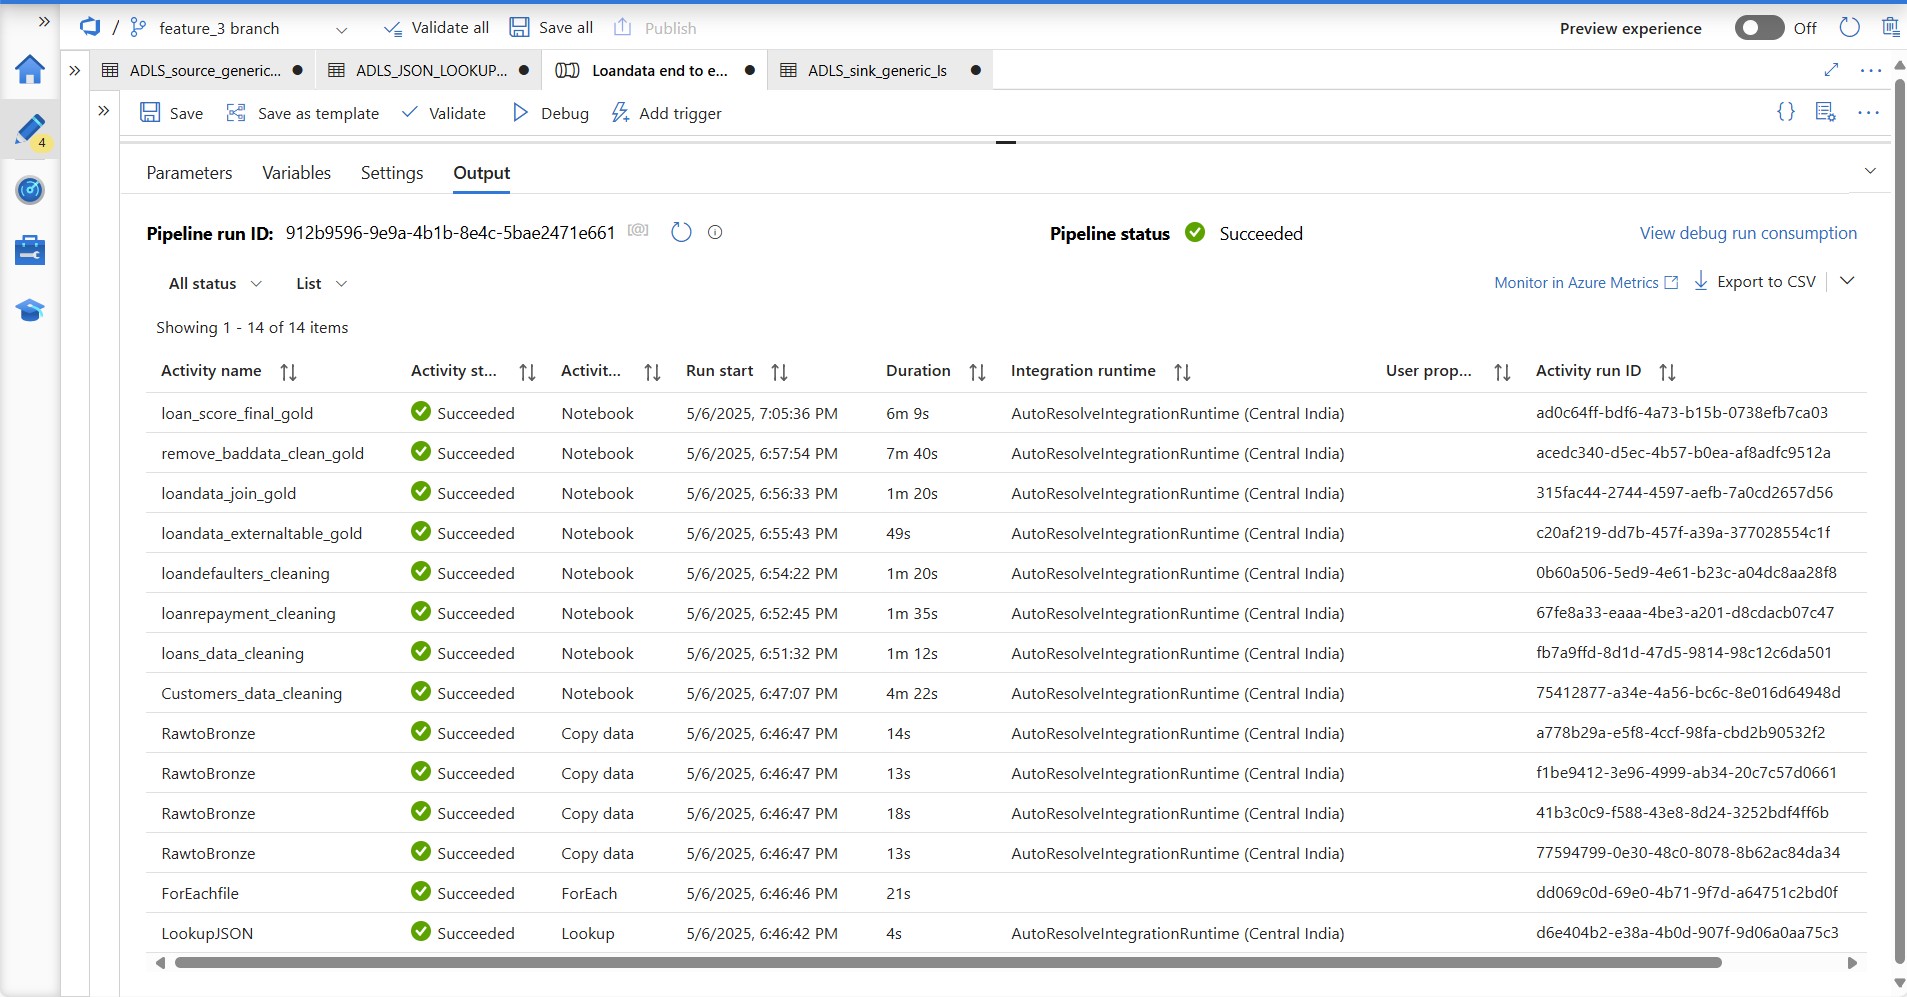 / feature_3 branch Validate all Save all Publish Preview experience Off
ADLS_source_generic... ADLS_JSON_LOOKUP... Loandata end to e... ADLS_sink_generic_ls
4
Save Save as template Validate Debug Add trigger
Parameters Variables Settings Output
Pipeline run ID: 912b9596-9e9a-4b1b-8e4c-5bae2471e661 Pipeline status Succeeded View debug run consumption
All status List Monitor in Azure Metrics Export to CSV
Showing 1 - 14 of 14 items
Activity name Activity st... Activit... Run start Duration Integration runtime User prop... Activity run ID
loan_score_final_gold Succeeded Notebook 5/6/2025, 7:05:36 PM 6m 9s AutoResolveIntegrationRuntime (Central India) ad0c64ff-bdf6-4a73-b15b-0738efb7ca03
remove_baddata_clean_gold Succeeded Notebook 5/6/2025, 6:57:54 PM 7m 40s AutoResolveIntegrationRuntime (Central India) acedc340-d5ec-4b57-b0ea-af8adfc9512a
loandata_join_gold Succeeded Notebook 5/6/2025, 6:56:33 PM 1m 20s AutoResolveIntegrationRuntime (Central India) 315fac44-2744-4597-aefb-7a0cd2657d56
loandata_externaltable_gold Succeeded Notebook 5/6/2025, 6:55:43 PM 49s AutoResolveIntegrationRuntime (Central India) c20af219-dd7b-457f-a39a-377028554c1f
loandefaulters_cleaning Succeeded Notebook 5/6/2025, 6:54:22 PM 1m 20s AutoResolveIntegrationRuntime (Central India) 0b60a506-5ed9-4e61-b23c-a04dc8aa28f8
loanrepayment_cleaning Succeeded Notebook 5/6/2025, 6:52:45 PM 1m 35s AutoResolveIntegrationRuntime (Central India) 67fe8a33-eaaa-4be3-a201-d8cdacb07c47
loans_data_cleaning Succeeded Notebook 5/6/2025, 6:51:32 PM 1m 12s AutoResolveIntegrationRuntime (Central India) fb7a9ffd-8d1d-47d5-9814-98c12c6da501
Customers_data_cleaning Succeeded Notebook 5/6/2025, 6:47:07 PM 4m 22s AutoResolveIntegrationRuntime (Central India) 75412877-a34e-4a56-bc6c-8e016d64948d
RawtoBronze Succeeded Copy data 5/6/2025, 6:46:47 PM 14s AutoResolveIntegrationRuntime (Central India) a778b29a-e5f8-4ccf-98fa-cbd2b90532f2
RawtoBronze Succeeded Copy data 5/6/2025, 6:46:47 PM 13s AutoResolveIntegrationRuntime (Central India) f1be9412-3e96-4999-ab34-20c7c57d0661
RawtoBronze Succeeded Copy data 5/6/2025, 6:46:47 PM 18s AutoResolveIntegrationRuntime (Central India) 41b3c0c9-f588-43e8-8d24-3252bdf4ff6b
RawtoBronze Succeeded Copy data 5/6/2025, 6:46:47 PM 13s AutoResolveIntegrationRuntime (Central India) 77594799-0e30-48c0-8078-8b62ac84da34
ForEachfile Succeeded ForEach 5/6/2025, 6:46:46 PM 21s dd069c0d-69e0-4b71-9f7d-a64751c2bd0f
LookupJSON Succeeded Lookup 5/6/2025, 6:46:42 PM 4s AutoResolveIntegrationRuntime (Central India) d6e404b2-e38a-4b0d-907f-9d06a0aa75c3